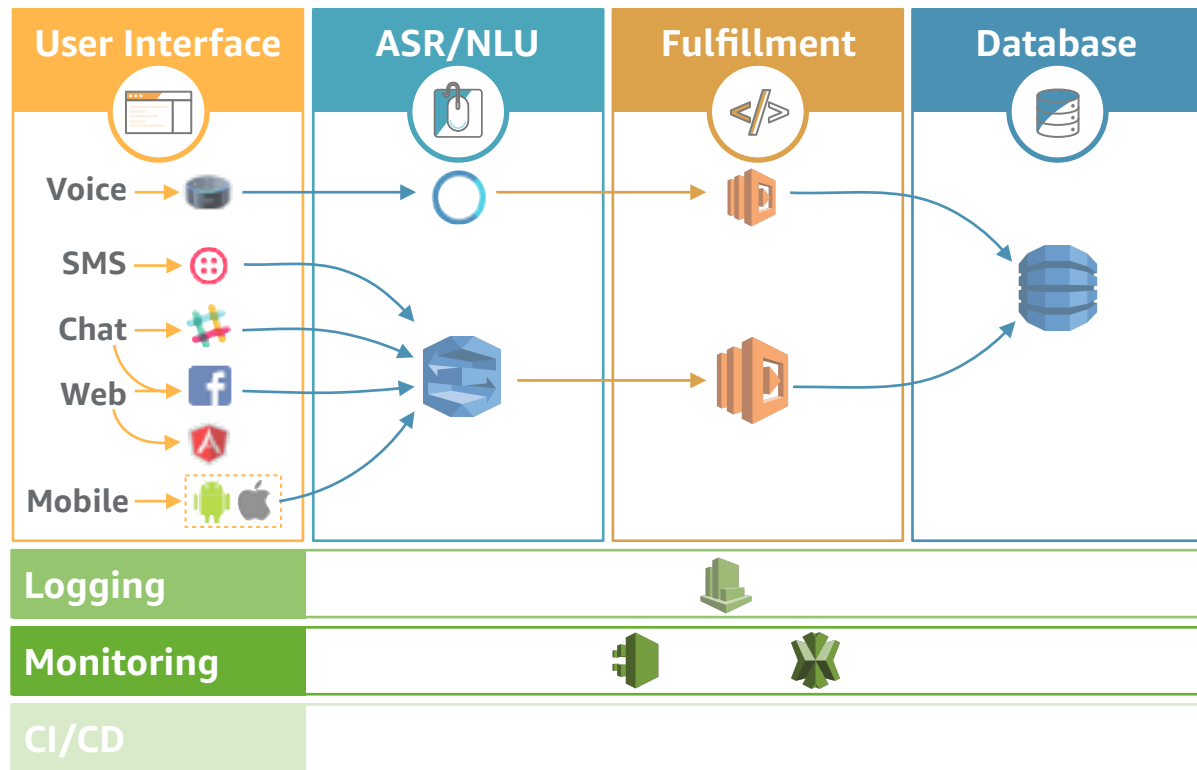 User Interface
ASR/NLU
Fulfillment
Database
Voice
SMS
Chat
Web
Mobile
Logging
Monitoring
CI/CD